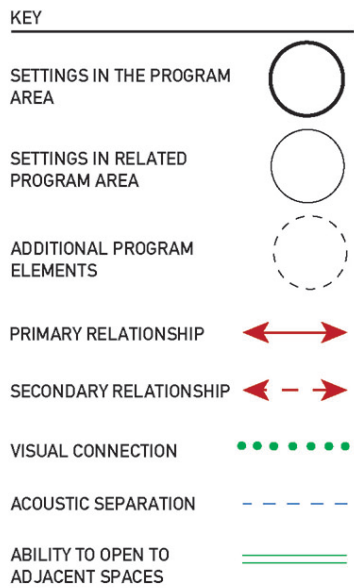 KEY
SETTINGS IN THE PROGRAM
AREA
SETTINGS IN RELATED
PROGRAM AREA
ADDITIONAL PROGRAM
ELEMENTS
PRIMARY RELATIONSHIP
SECONDARY RELATIONSHIP
VISUAL CONNECTION
ACOUSTIC SEPARATION
ABILITY TO OPEN TO
ADJACENT SPACES